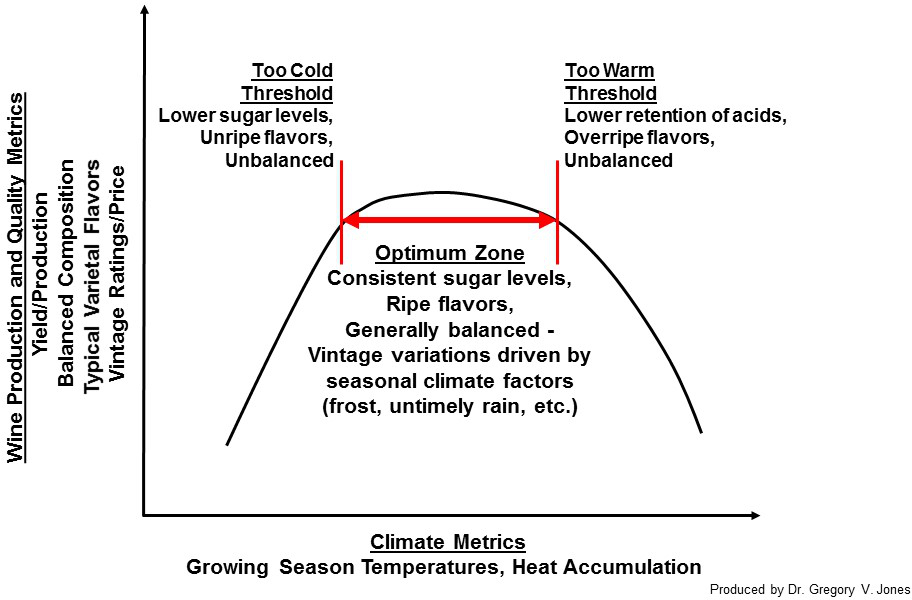 Too Cold
Threshold
Lower sugar levels,
Unripe flavors,
Unbalanced
Too Warm
Threshold
Lower retention of acids,
Overripe flavors,
Unbalanced
Wine Production and Quality Metrics
Yield/Production
Balanced Composition
Typical Varietal Flavors
Vintage Ratings/Price
Optimum Zone
Consistent sugar levels,
Ripe flavors,
Generally balanced -
Vintage variations driven by
seasonal climate factors
(frost, untimely rain, etc.)
Climate Metrics
Growing Season Temperatures, Heat Accumulation
Produced by Dr. Gregory V. Jones